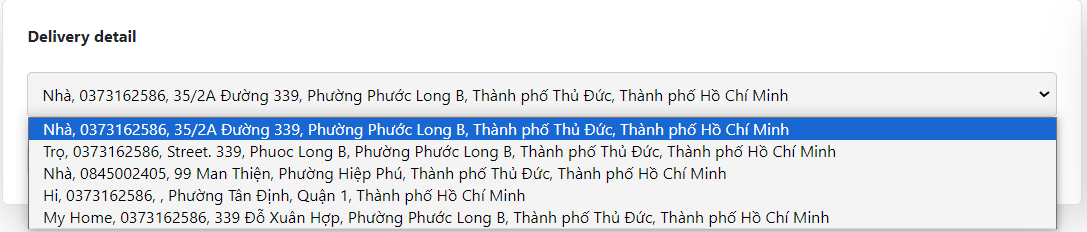 Delivery detail
Nhà, 0373162586, 35/2A Đường 339, Phường Phước Long B, Thành phố Thủ Đức, Thành phố Hồ Chí Minh
Nhà, 0373162586, 35/2A Đường 339, Phường Phước Long B, Thành phố Thủ Đức, Thành phố Hồ Chí Minh
Trọ, 0373162586, Street. 339, Phuoc Long B, Phường Phước Long B, Thành phố Thủ Đức, Thành phố Hồ Chí Minh
Nhà, 0845002405, 99 Man Thiện, Phường Hiệp Phú, Thành phố Thủ Đức, Thành phố Hồ Chí Minh
Hi, 0373162586, , Phường Tân Định, Quận 1, Thành phố Hồ Chí Minh
My Home, 0373162586, 339 Đỗ Xuân Hợp, Phường Phước Long B, Thành phố Thủ Đức, Thành phố Hồ Chí Minh